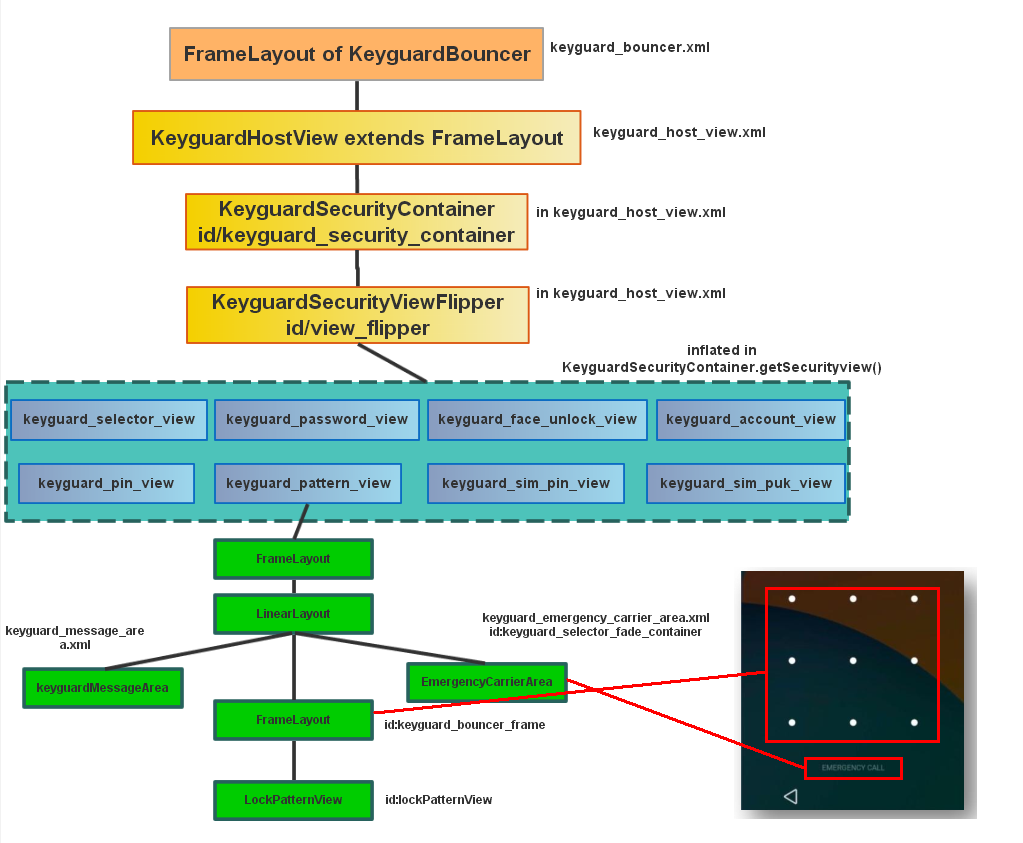 FrameLayout of KeyguardBouncer
keyguard_bouncer.xml
KeyguardHostView extends FrameLayout
keyguard_host_view.xml
KeyguardSecurityContainer
id/keyguard_security_container
in keyguard_host_view.xml
KeyguardSecurityViewFlipper
id/view_flipper
in keyguard_host_view.xml
inflated in
KeyguardSecurityContainer.getSecurityview()
keyguard_selector_view
keyguard_password_view
keyguard_face_unlock_view
keyguard_account_view
keyguard_pin_view
keyguard_pattern_view
keyguard_sim_pin_view
keyguard_sim_puk_view
FrameLayout
LinearLayout
keyguard_message_are
a.xml
keyguard_emergency_carrier_area.xml
id:keyguard_selector_fade_container
keyguardMessageArea
EmergencyCarrierArea
FrameLayout
id:keyguard_bouncer_frame
LockPatternView
id:lockPatternView
EMERGENCY CALL